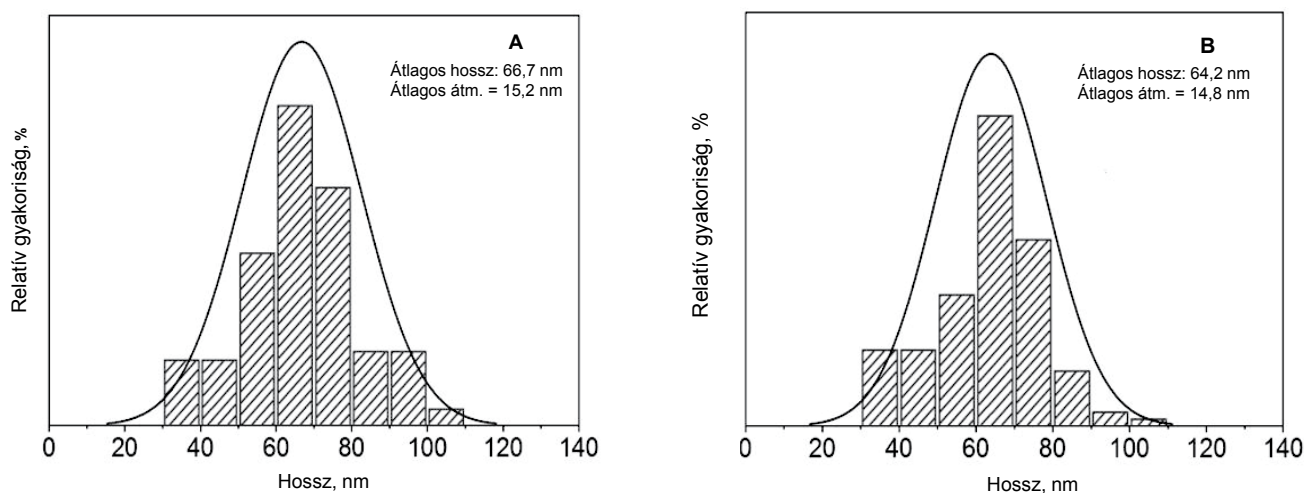 A
Átlagos hossz: 66,7 nm
Átlagos átm. = 15,2 nm
Relatív gyakoriság, %
0 20 40 60 80 100 120 140
Hossz, nm
B
Átlagos hossz: 64,2 nm
Átlagos átm. = 14,8 nm
Relatív gyakoriság, %
0 20 40 60 80 100 120 140
Hossz, nm